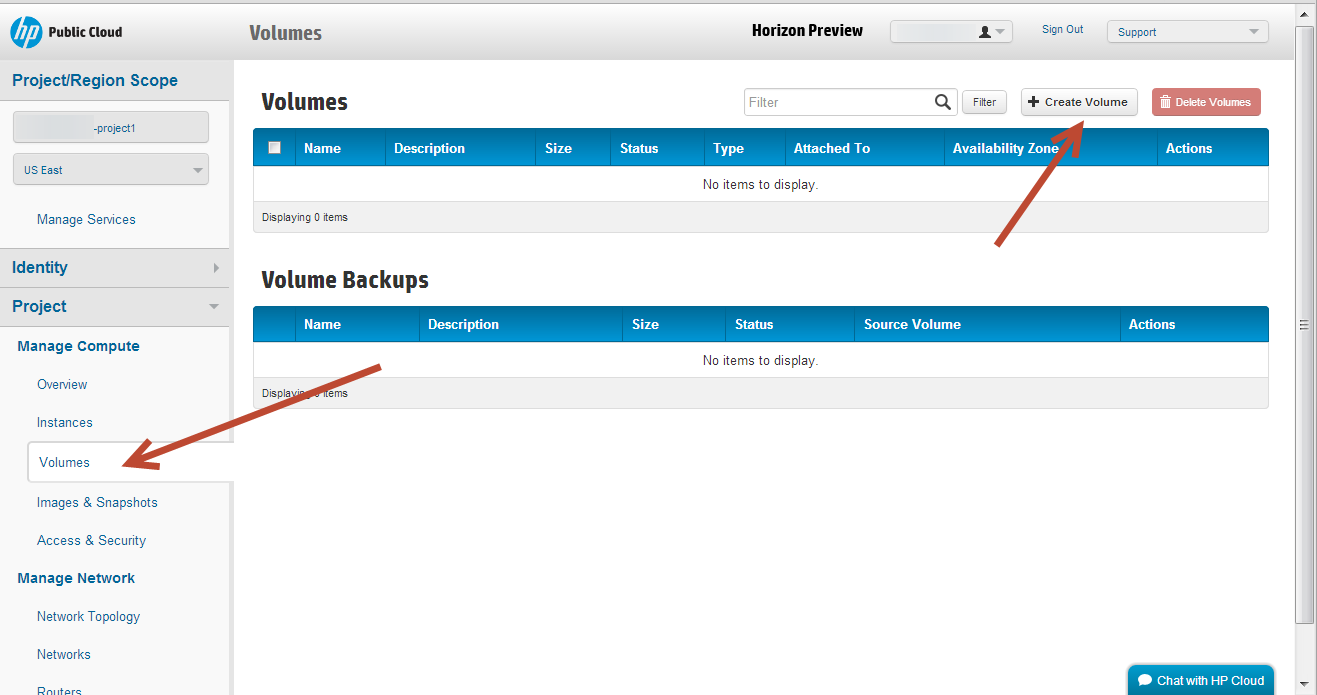 hp Public Cloud
Volumes
Horizon Preview
Sign Out
Support
Project/Region Scope
-project1
US East
Manage Services
Identity
Project
Manage Compute
Overview
Instances
Volumes
Images & Snapshots
Access & Security
Manage Network
Network Topology
Networks
Routers
Volumes
Filter
Filter
+ Create Volume
Delete Volumes
Name Description Size Status Type Attached To Availability Zone Actions
No items to display.
Displaying 0 items
Volume Backups
Name Description Size Status Source Volume Actions
No items to display.
Displaying 0 items
Chat with HP Cloud